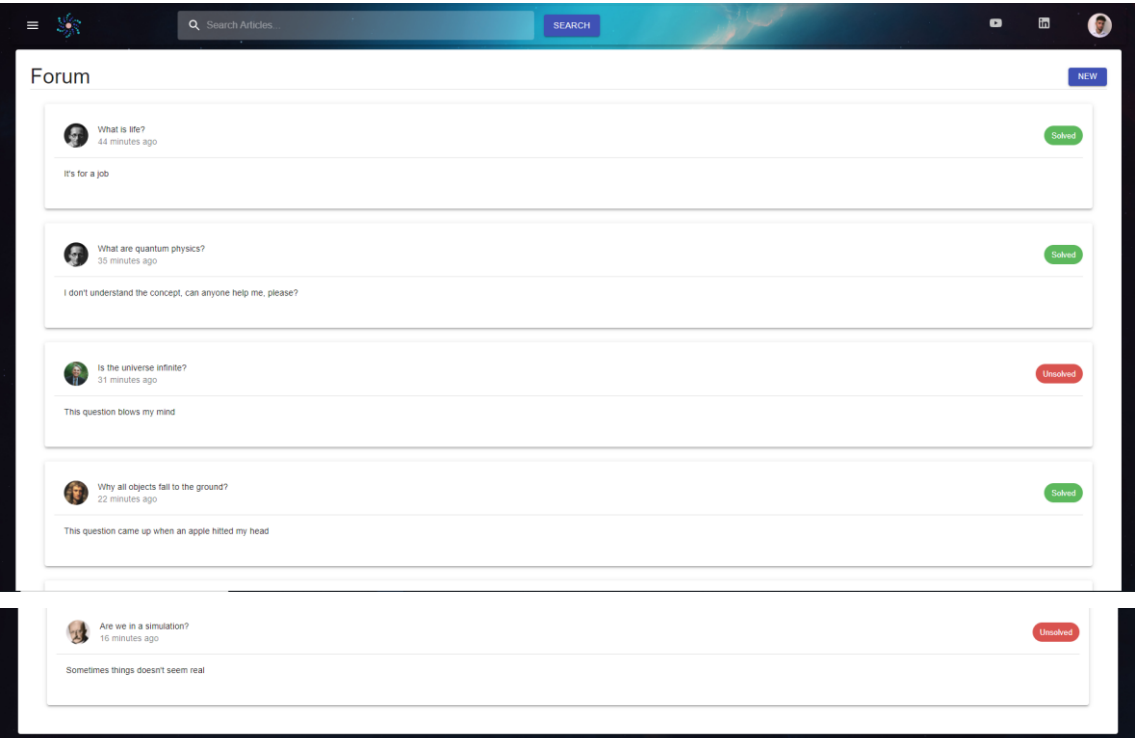 Search Articles...
SEARCH
Forum
NEW
What is life?
44 minutes ago
Solved
It's for a job
What are quantum physics?
35 minutes ago
Solved
I don't understand the concept, can anyone help me, please?
Is the universe infinite?
31 minutes ago
Unsolved
This question blows my mind
Why all objects fall to the ground?
22 minutes ago
Solved
This question came up when an apple hitted my head
Are we in a simulation?
16 minutes ago
Unsolved
Sometimes things doesn't seem real